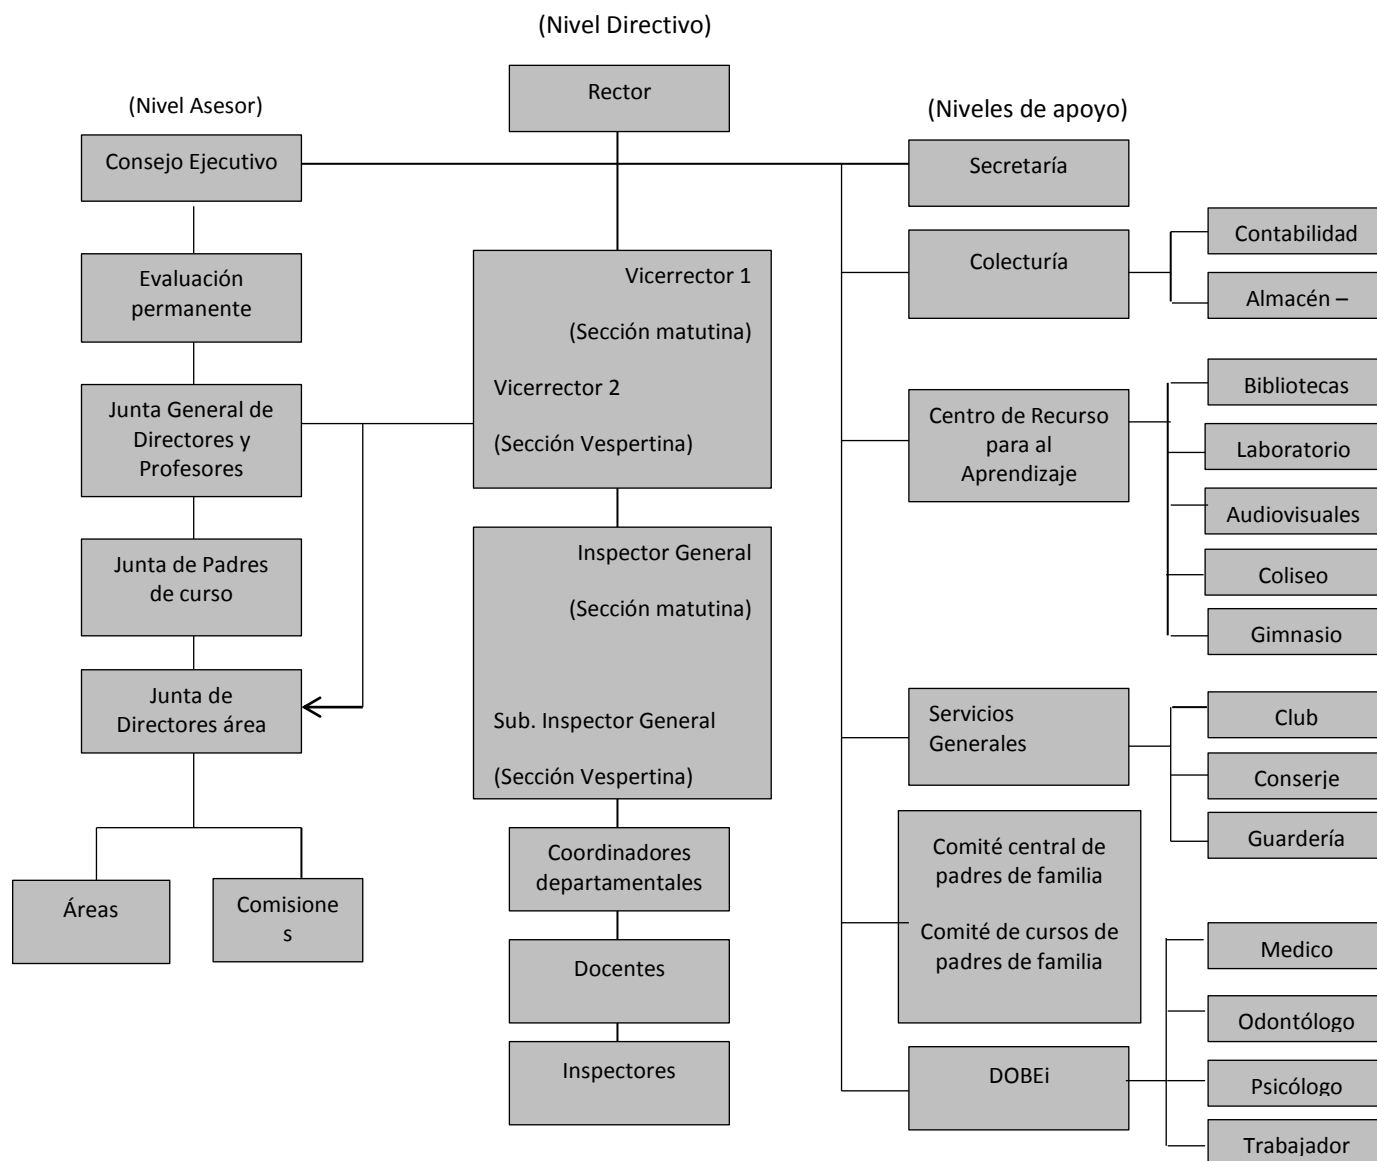 (Nivel Directivo)
Rector
(Nivel Asesor)
Consejo Ejecutivo
Evaluación
permanente
Junta General de
Directores y
Profesores
Junta de Padres
de curso
Junta de
Directores área
Áreas
Comisione
s
Vicerrector 1
(Sección matutina)
Vicerrector 2
(Sección Vespertina)
Inspector General
(Sección matutina)
Sub. Inspector General
(Sección Vespertina)
Coordinadores
departamentales
Docentes
Inspectores
(Niveles de apoyo)
Secretaría
Colecturía
Contabilidad
Almacén –
Centro de Recurso
para al
Aprendizaje
Bibliotecas
Laboratorio
Audiovisuales
Coliseo
Gimnasio
Servicios
Generales
Club
Conserje
Guardería
Comité central de
padres de familia
Comité de cursos de
padres de familia
DOBEi
Medico
Odontólogo
Psicólogo
Trabajador